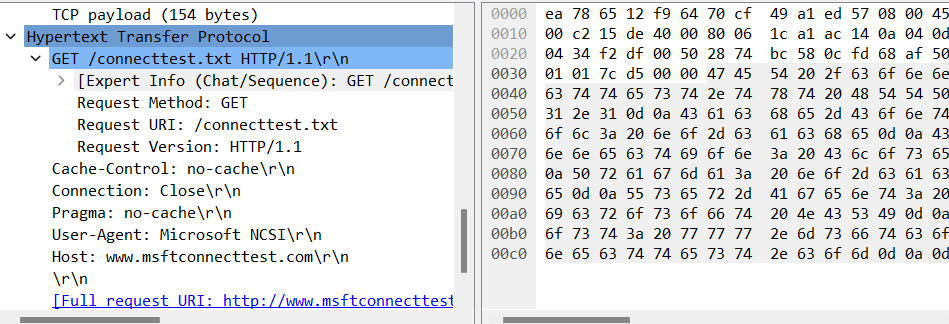 TCP payload (154 bytes)
Hypertext Transfer Protocol
GET /connecttest.txt HTTP/1.1\r\n
[Expert Info (Chat/Sequence): GET /connect
Request Method: GET
Request URI: /connecttest.txt
Request Version: HTTP/1.1
Cache-Control: no-cache\r\n
Connection: Close\r\n
Pragma: no-cache\r\n
User-Agent: Microsoft NCSI\r\n
Host: www.msftconnecttest.com\r\n
\r\n
[Full request URI: http://www.msftconnecttest
0000 ea 78 65 12 f9 64 70 cf 49 a1 ed 57 08 00 45
0010 00 c2 15 de 40 00 80 06 1c a1 ac 14 0a 04 0d
0020 04 34 f2 df 00 50 28 74 bc 58 0c fd 68 af 50
0030 01 01 7c d5 00 00 47 45 54 20 2f 63 6f 6e 6e
0040 63 74 74 65 73 74 2e 74 78 74 20 48 54 54 50
0050 31 2e 31 0d 0a 43 61 63 68 65 2d 43 6f 6e 74
0060 6f 6c 3a 20 6e 6f 2d 63 61 63 68 65 0d 0a 43
0070 6e 6e 65 63 74 69 6f 6e 3a 20 43 6c 6f 73 65
0080 0a 50 72 61 67 6d 61 3a 20 6e 6f 2d 63 61 63
0090 65 0d 0a 55 73 65 72 2d 41 67 65 6e 74 3a 20
00a0 69 63 72 6f 73 6f 66 74 20 4e 43 53 49 0d 0a
00b0 6f 73 74 3a 20 77 77 77 2e 6d 73 66 74 63 6f
00c0 6e 65 63 74 74 65 73 74 2e 63 6f 6d 0d 0a 0d